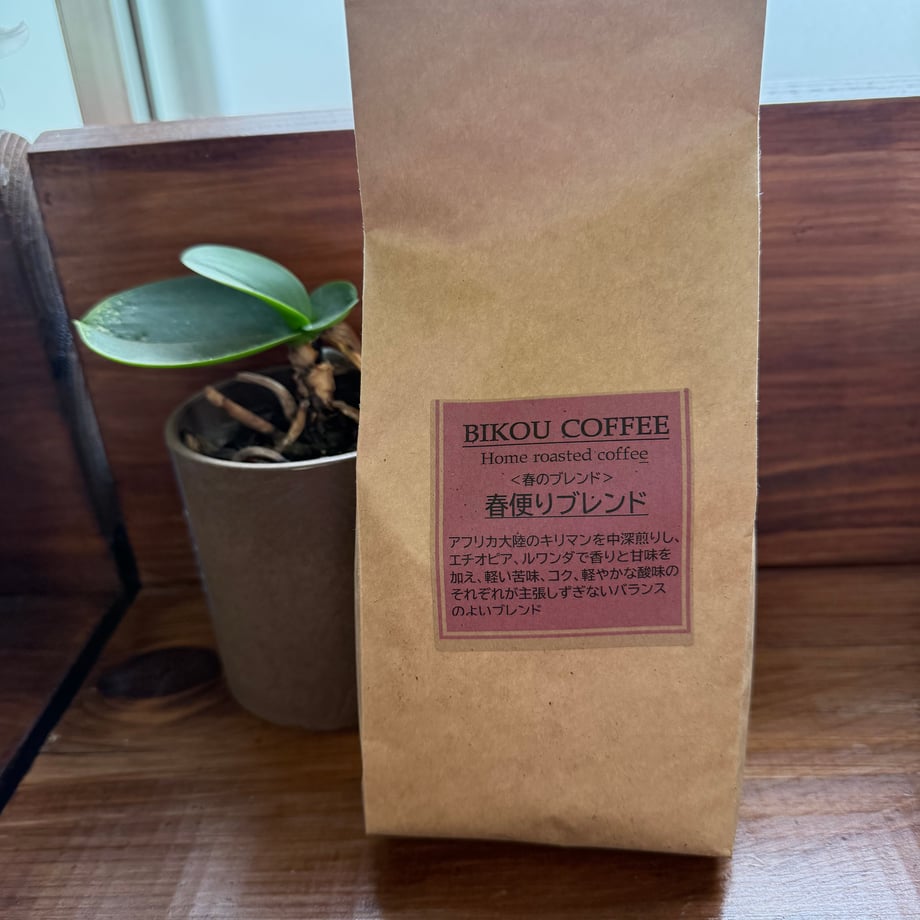 BIKOU COFFEE
Home roasted coffee
<春のブレンド>
春便りブレンド
アフリカ大陸のキリマンを中深煎りし、
エチオピア、ルワンダで香りと甘味を
加え、軽い苦味、コク、軽やかな酸味の
それぞれが主張しずぎないバランス
のよいブレンド